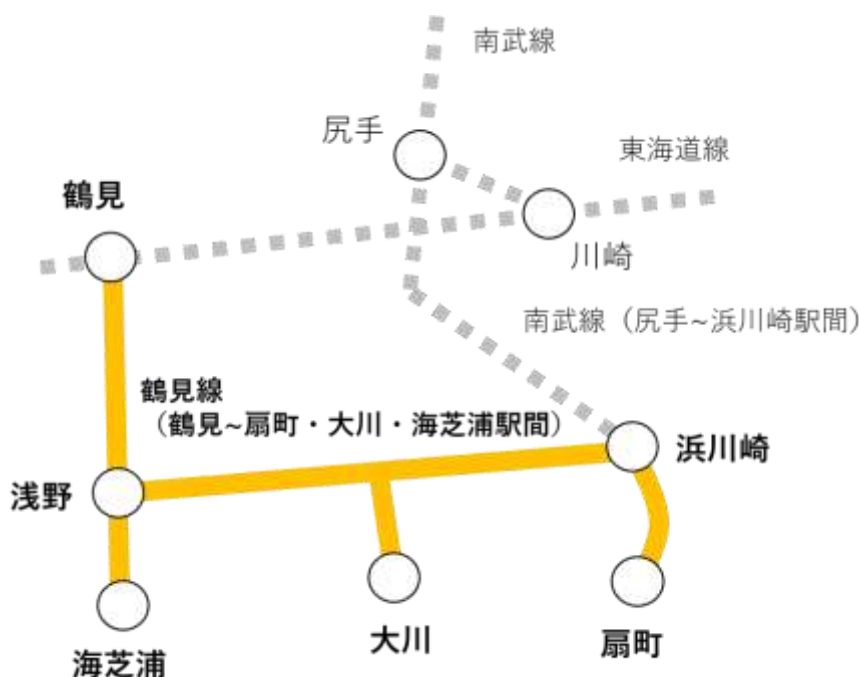 南武線
尻手
東海道線
鶴見
川崎
南武線（尻手~浜川崎駅間）
鶴見線
（鶴見~扇町・大川・海芝浦駅間）
浜川崎
浅野
大川
扇町
海芝浦